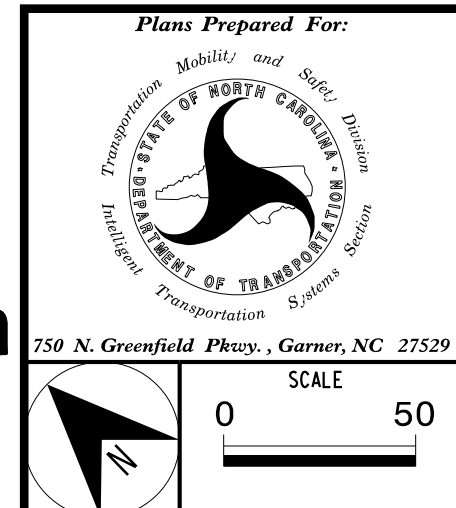 Plans Prepared For:
Transportation Mobility and Safety Division
STATE OF NORTH CAROLINA
DEPARTMENT OF TRANSPORTATION
Intelligent Transportation Systems Section
750 N. Greenfield Pkwy., Garner, NC 27529
SCALE
0 50
N